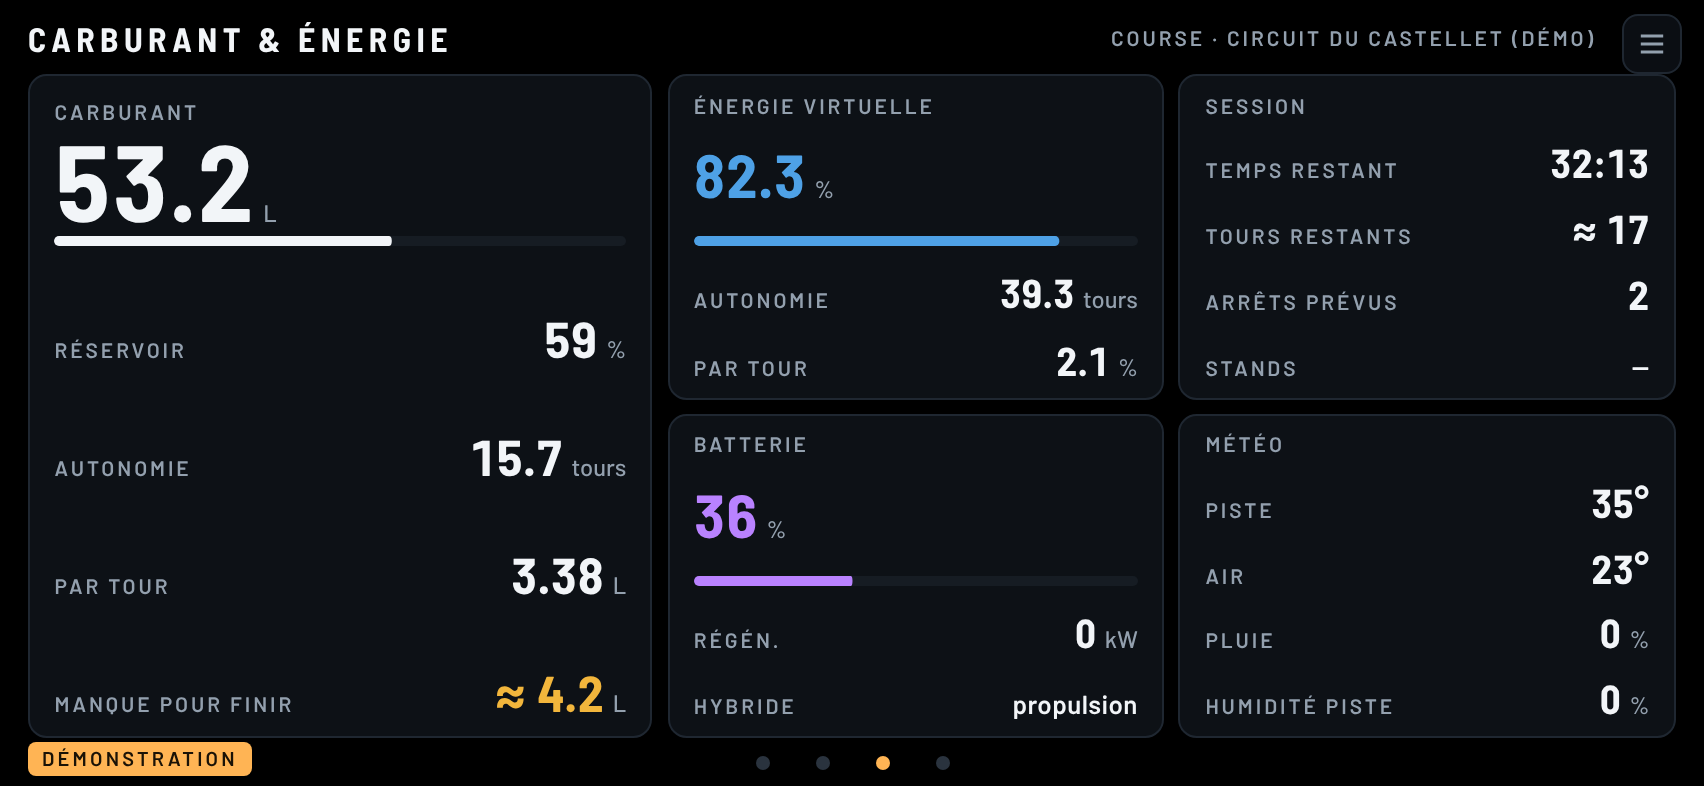 CARBURANT & ÉNERGIE
COURSE · CIRCUIT DU CASTELLET (DÉMO)
CARBURANT
53.2 L
RÉSERVOIR 59 %
AUTONOMIE 15.7 tours
PAR TOUR 3.38 L
MANQUE POUR FINIR ≈ 4.2 L
ÉNERGIE VIRTUELLE
82.3 %
AUTONOMIE 39.3 tours
PAR TOUR 2.1 %
BATTERIE
36 %
RÉGÉN. 0 kW
HYBRIDE propulsion
SESSION
TEMPS RESTANT 32:13
TOURS RESTANTS ≈ 17
ARRÊTS PRÉVUS 2
STANDS –
MÉTÉO
PISTE 35°
AIR 23°
PLUIE 0 %
HUMIDITÉ PISTE 0 %
DÉMONSTRATION